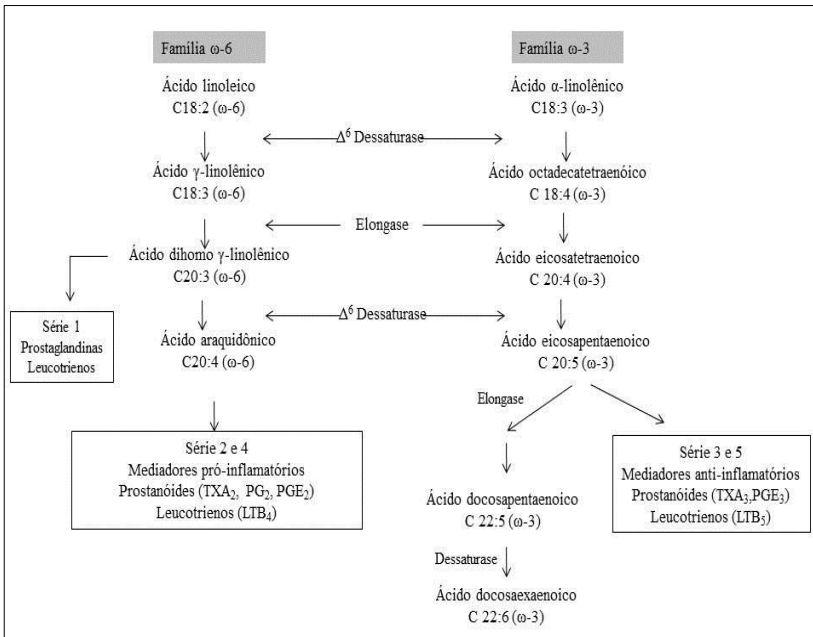 Família ω-6
Família ω-3
Ácido linoleico
C18:2 (ω-6)
Ácido α-linolênico
C18:3 (ω-3)
Δ⁶ Dessaturase
Ácido γ-linolênico
C18:3 (ω-6)
Ácido octadecatetraenóico
C 18:4 (ω-3)
Elongase
Ácido dihomo γ-linolênico
C20:3 (ω-6)
Ácido eicosatetraenoico
C 20:4 (ω-3)
Δ⁶ Dessaturase
Série 1
Prostaglandinas
Leucotrienos
Ácido araquidônico
C20:4 (ω-6)
Ácido eicosapentaenoico
C 20:5 (ω-3)
Elongase
Série 2 e 4
Mediadores pró-inflamatórios
Prostanóides (TXA₂, PG₂, PGE₂)
Leucotrienos (LTB₄)
Série 3 e 5
Mediadores anti-inflamatórios
Prostanóides (TXA₃,PGE₃)
Leucotrienos (LTB₅)
Ácido docosapentaenoico
C 22:5 (ω-3)
Dessaturase
Ácido docosaexaenoico
C 22:6 (ω-3)